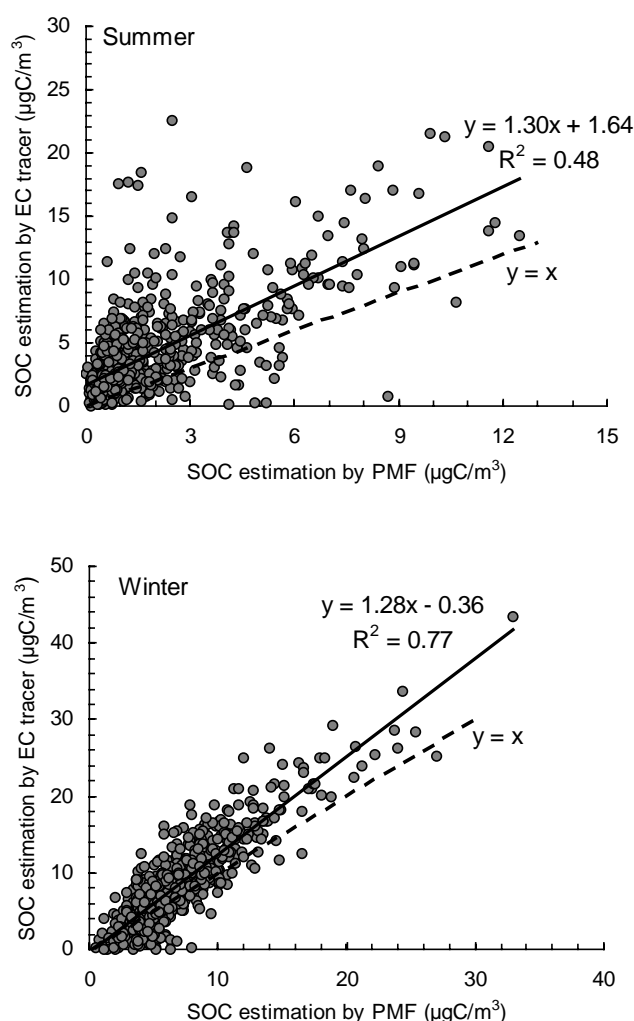 30
Summer
25
20
15
10
5
0
y = 1.30x + 1.64
R² = 0.48
y = x
0 3 6 9 12 15
SOC estimation by EC tracer (μgC/m³)
SOC estimation by PMF (μgC/m³)
50
Winter
40
30
20
10
0
y = 1.28x - 0.36
R² = 0.77
y = x
0 10 20 30 40
SOC estimation by EC tracer (μgC/m³)
SOC estimation by PMF (μgC/m³)